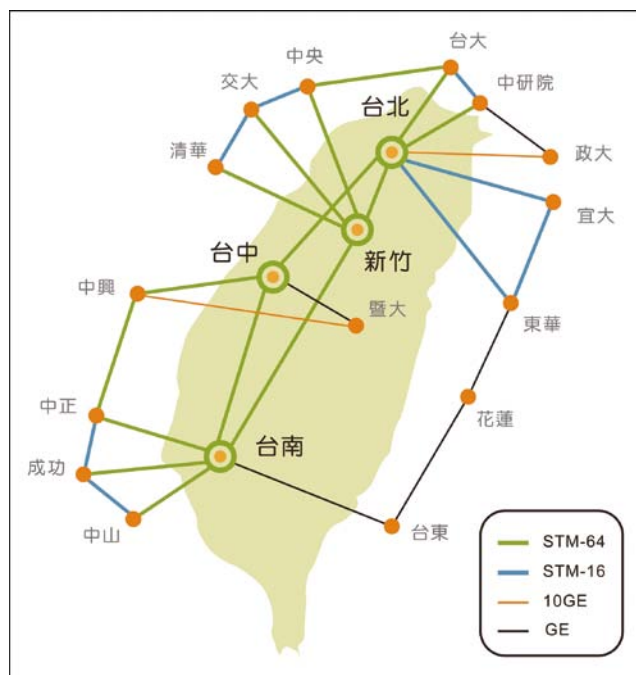 台大
中央
中研院
交大
台北
清華
政大
宜大
台中
新竹
中興
暨大
東華
中正
花蓮
台南
成功
中山
台東
STM-64
STM-16
10GE
GE